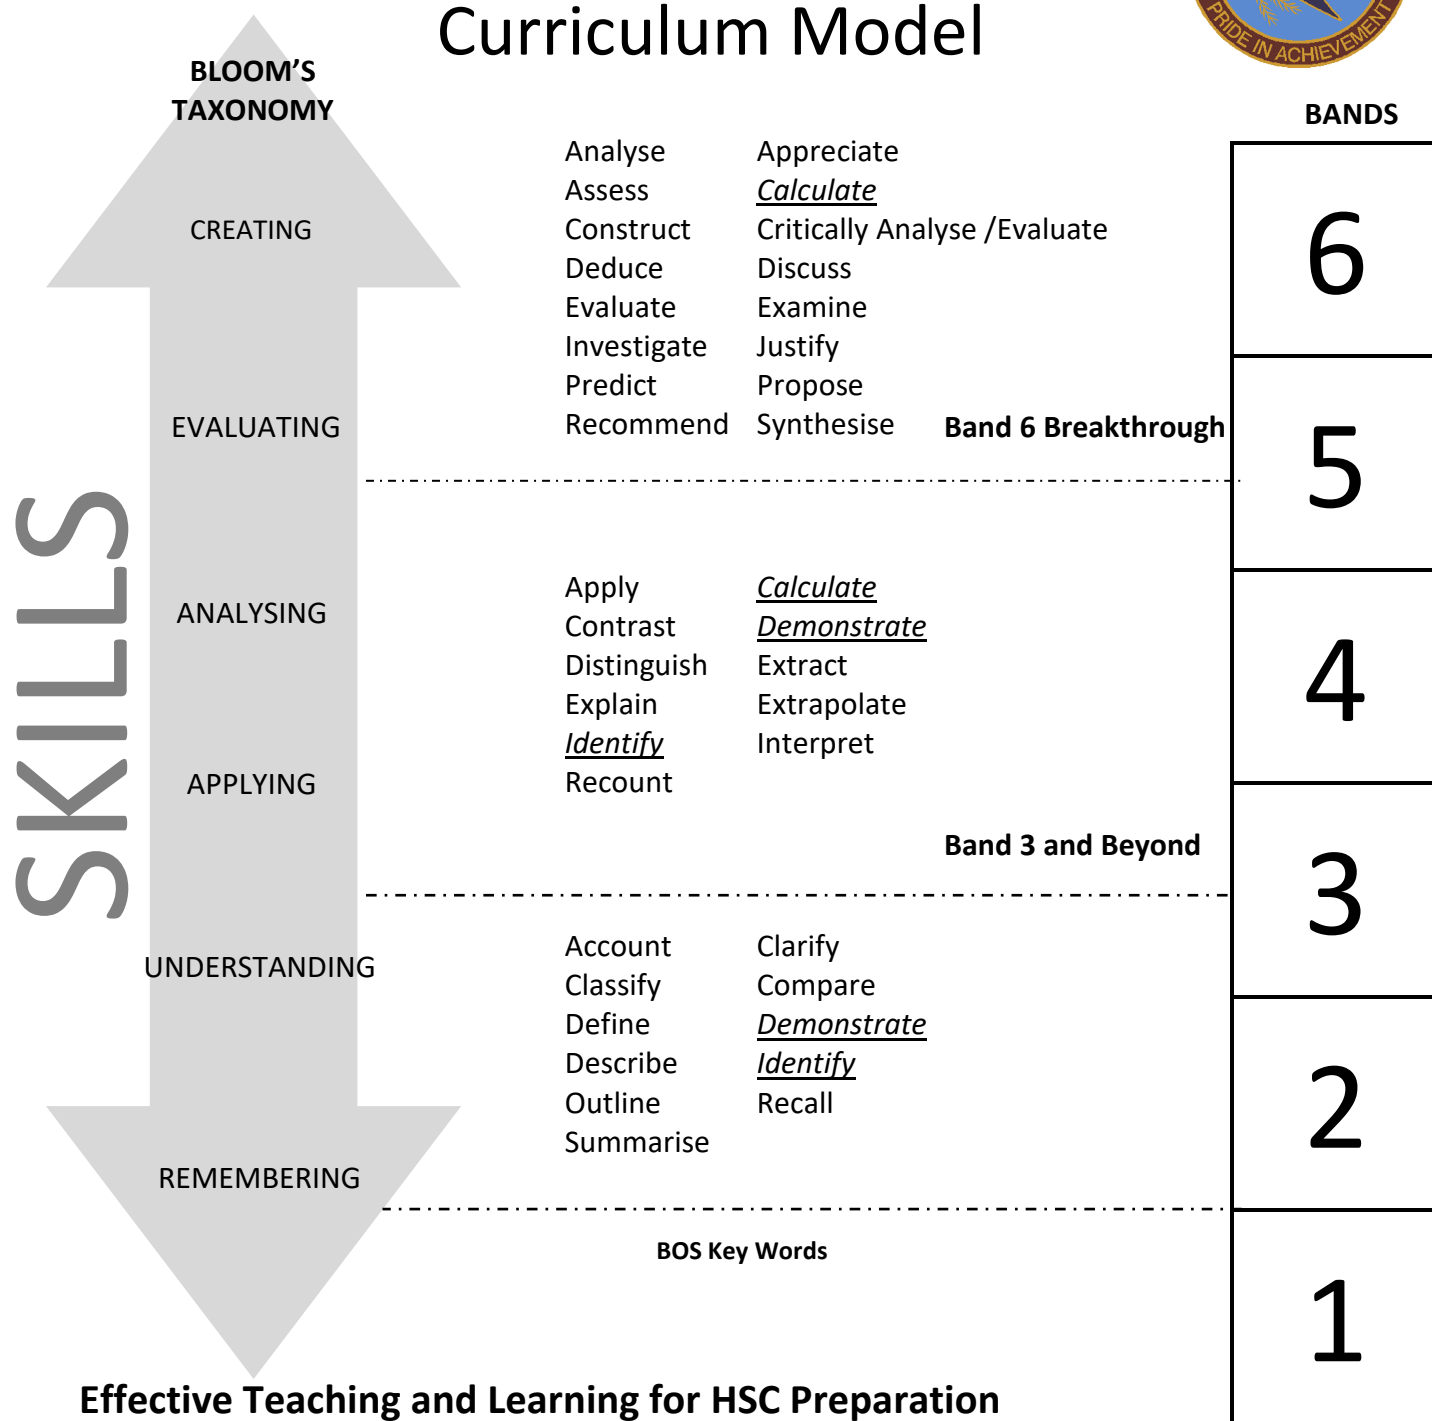 Curriculum Model
PRIDE IN ACHIEVEMENT
BLOOM'S
TAXONOMY
BANDS
SKILLS
CREATING
EVALUATING
ANALYSING
APPLYING
UNDERSTANDING
REMEMBERING
Analyse Appreciate
Assess Calculate
Construct Critically Analyse /Evaluate
Deduce Discuss
Evaluate Examine
Investigate Justify
Predict Propose
Recommend Synthesise Band 6 Breakthrough
Apply Calculate
Contrast Demonstrate
Distinguish Extract
Explain Extrapolate
Identify Interpret
Recount
Band 3 and Beyond
Account Clarify
Classify Compare
Define Demonstrate
Describe Identify
Outline Recall
Summarise
BOS Key Words
6
5
4
3
2
1
Effective Teaching and Learning for HSC Preparation